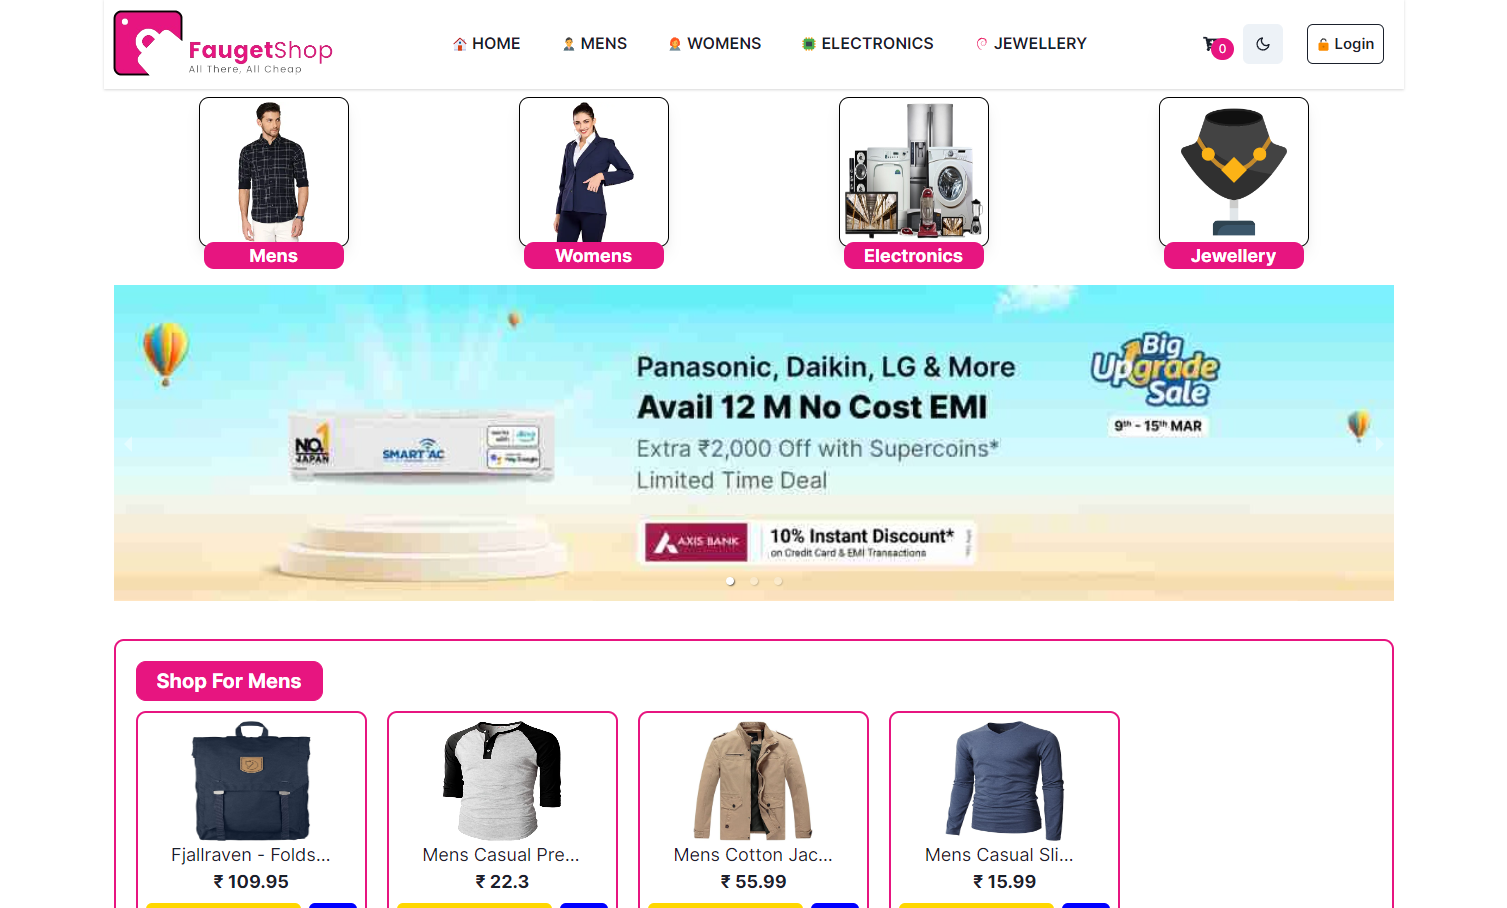 FaugetShop
All There, All Cheap
HOME
MENS
WOMENS
ELECTRONICS
JEWELLERY
0
Login
Mens
Womens
Electronics
Jewellery
NO.1
JAPAN
SMART AC
Panasonic, Daikin, LG & More
Avail 12 M No Cost EMI
Extra ₹2,000 Off with Supercoins*
Limited Time Deal
AXIS BANK
10% Instant Discount*
on Credit Card & EMI Transactions
Big
Upgrade
Sale
9th - 15th MAR
Shop For Mens
Fjallraven - Folds...
₹ 109.95
Mens Casual Pre...
₹ 22.3
Mens Cotton Jac...
₹ 55.99
Mens Casual Sli...
₹ 15.99